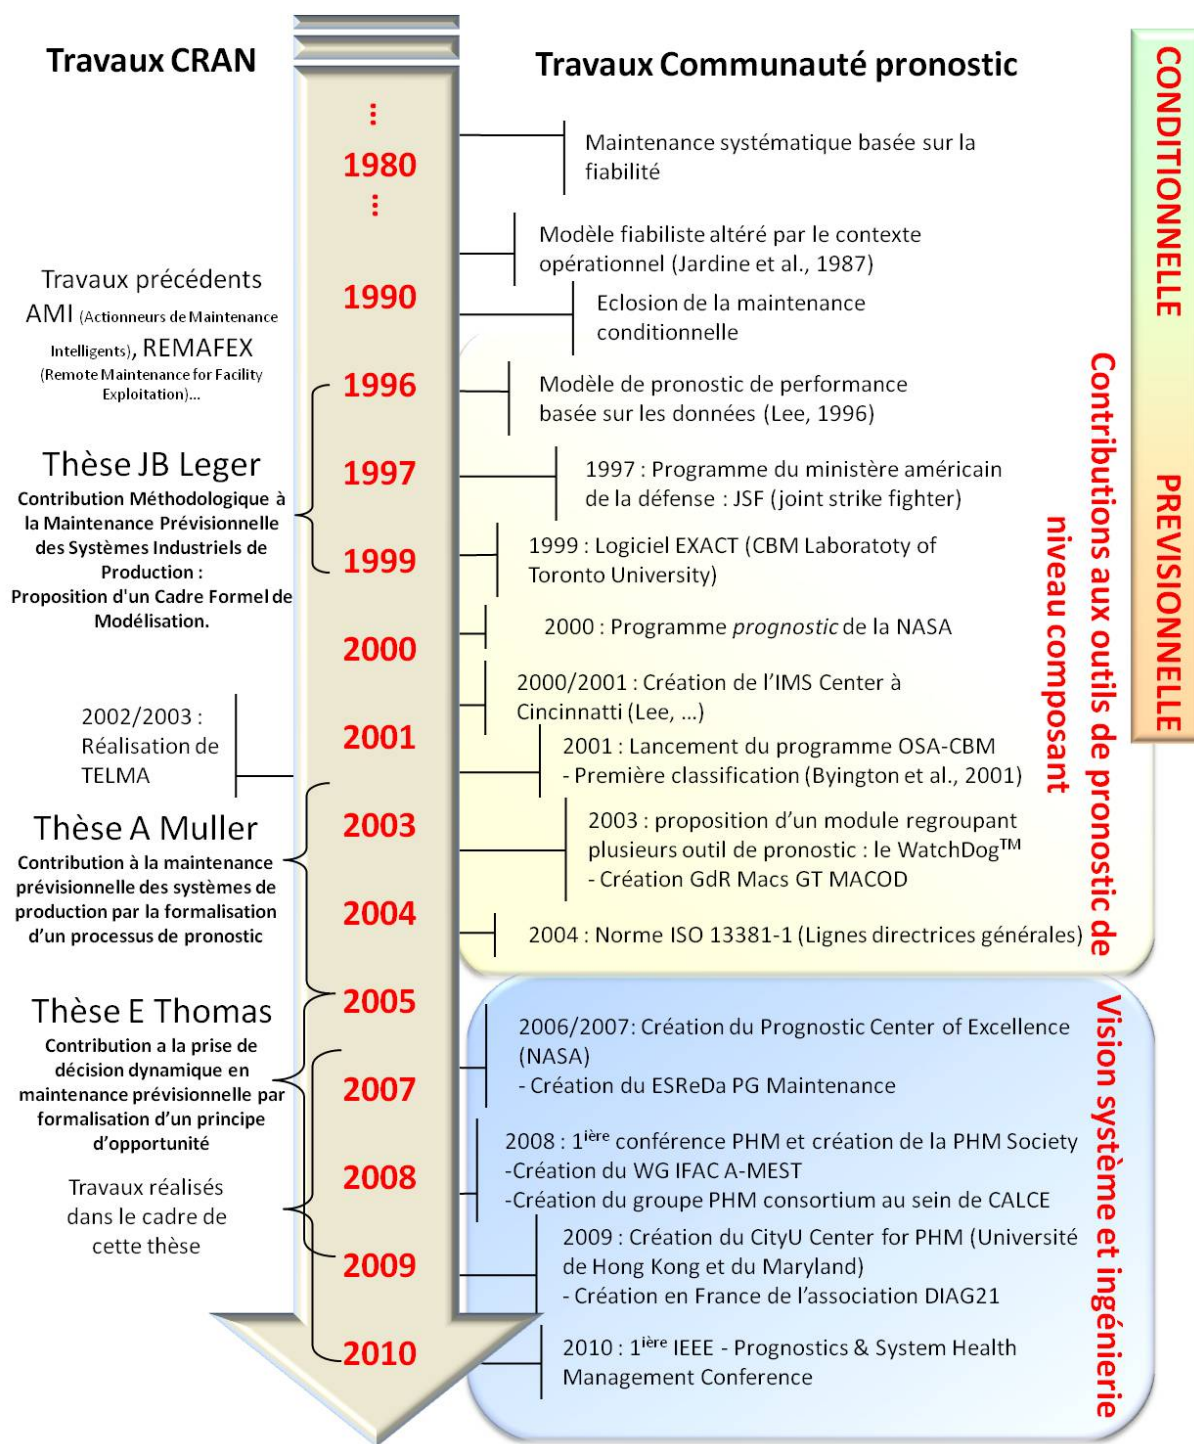 Travaux CRAN
Travaux Communauté pronostic
...
1980
...
1990
1996
1997
1999
2000
2001
2003
2004
2005
2007
2008
2009
2010
Travaux précédents
AMI (Actionneurs de Maintenance
Intelligents), REMAFEX
(Remote Maintenance for Facility
Exploitation)...
Thèse JB Leger
Contribution Méthodologique à
la Maintenance Prévisionnelle
des Systèmes Industriels de
Production :
Proposition d'un Cadre Formel de
Modélisation.
2002/2003 :
Réalisation de
TELMA
Thèse A Muller
Contribution à la maintenance
prévisionnelle des systèmes de
production par la formalisation
d’un processus de pronostic
Thèse E Thomas
Contribution a la prise de
décision dynamique en
maintenance prévisionnelle par
formalisation d’un principe
d’opportunité
Travaux réalisés
dans le cadre de
cette thèse
Maintenance systématique basée sur la
fiabilité
Modèle fiabiliste altéré par le contexte
opérationnel (Jardine et al., 1987)
Eclosion de la maintenance
conditionnelle
Modèle de pronostic de performance
basée sur les données (Lee, 1996)
1997 : Programme du ministère américain
de la défense : JSF (joint strike fighter)
1999 : Logiciel EXACT (CBM Laboratoty of
Toronto University)
2000 : Programme prognostic de la NASA
2000/2001 : Création de l’IMS Center à
Cincinnatti (Lee, ...)
2001 : Lancement du programme OSA-CBM
- Première classification (Byington et al., 2001)
2003 : proposition d’un module regroupant
plusieurs outil de pronostic : le WatchDog™
- Création GdR Macs GT MACOD
2004 : Norme ISO 13381-1 (Lignes directrices générales)
2006/2007: Création du Prognostic Center of Excellence
(NASA)
- Création du ESReDa PG Maintenance
2008 : 1ière conférence PHM et création de la PHM Society
-Création du WG IFAC A-MEST
-Création du groupe PHM consortium au sein de CALCE
2009 : Création du CityU Center for PHM (Université
de Hong Kong et du Maryland)
- Création en France de l’association DIAG21
2010 : 1ière IEEE - Prognostics & System Health
Management Conference
CONDITIONNELLE
PREVISIONNELLE
Contributions aux outils de pronostic de
niveau composant
Vision système et ingénierie